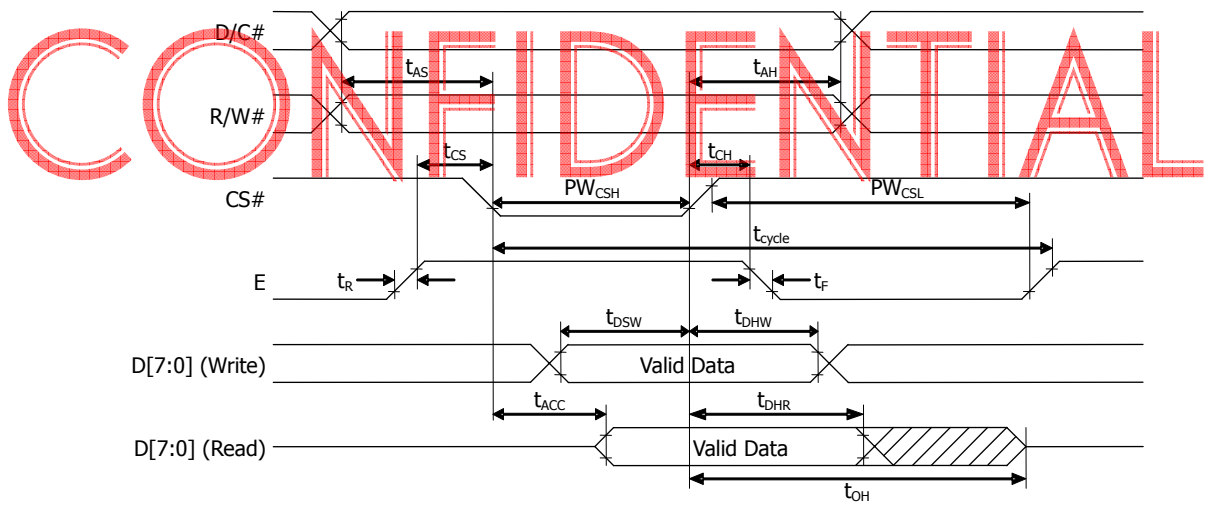 D/C#
CONFIDENTIAL
tAS
tAH
R/W#
tCS
tCH
CS#
PWCSH
PWCSL
tcycle
E
tR
tF
tDSW
tDHW
D[7:0] (Write)
Valid Data
tACC
tDHR
D[7:0] (Read)
Valid Data
tOH